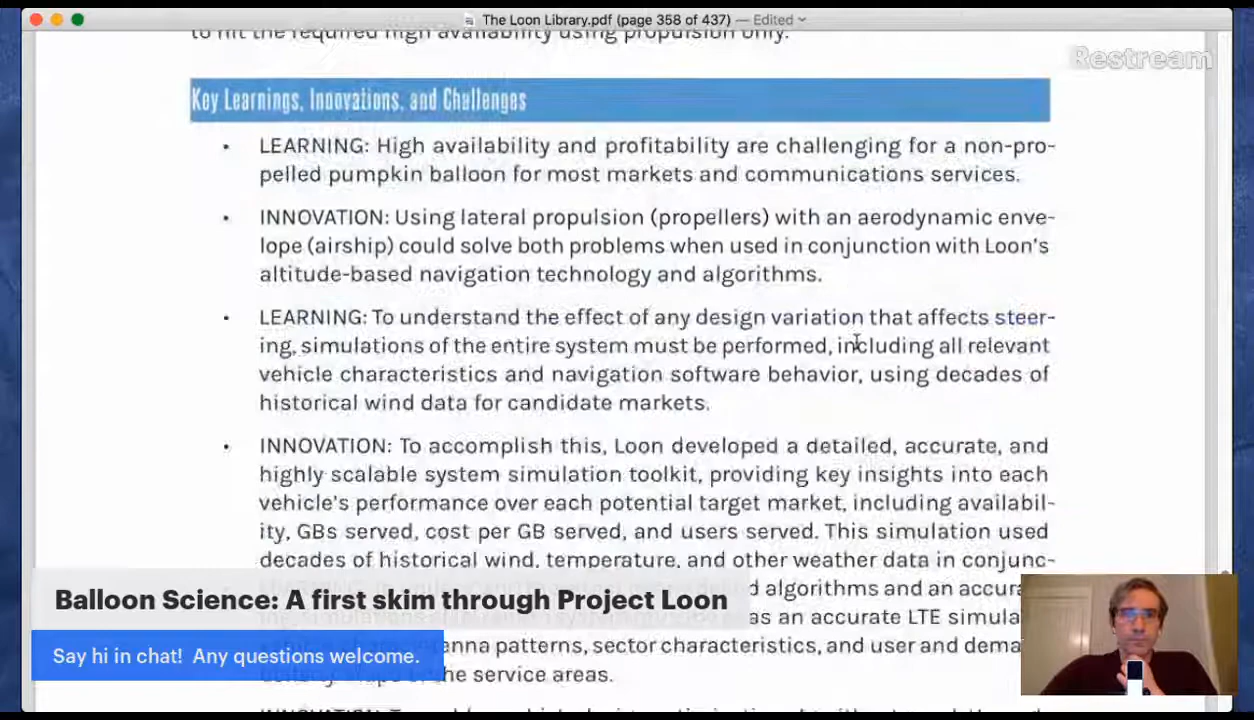 The Loon Library.pdf (page 358 of 437) — Edited
to hit the required high availability using propulsion only.
Restream
Key Learnings, Innovations, and Challenges
• LEARNING: High availability and profitability are challenging for a non-pro-
pelled pumpkin balloon for most markets and communications services.
• INNOVATION: Using lateral propulsion (propellers) with an aerodynamic enve-
lope (airship) could solve both problems when used in conjunction with Loon's
altitude-based navigation technology and algorithms.
• LEARNING: To understand the effect of any design variation that affects steer-
ing, simulations of the entire system must be performed, including all relevant
vehicle characteristics and navigation software behavior, using decades of
historical wind data for candidate markets.
• INNOVATION: To accomplish this, Loon developed a detailed, accurate, and
highly scalable system simulation toolkit, providing key insights into each
vehicle's performance over each potential target market, including availabil-
ity, GBs served, cost per GB served, and users served. This simulation used
decades of historical wind, temperature, and other weather data in conjunc-
algorithms and an
as an accurate LTE
patterns, sector characteristics, and user and
the service areas.
Balloon Science: A first skim through Project Loon
Say hi in chat! Any questions welcome.